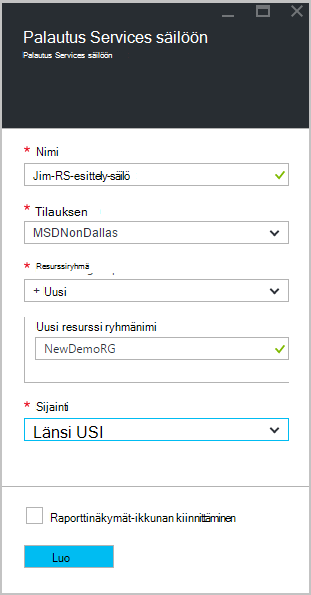 Palautus Services säilöön
Palautus Services säilöön
* Nimi
Jim-RS-esittely-säilö
* Tilauksen
MSDNonDallas
* Resurssiryhmä
+ Uusi
Uusi resurssi ryhmänimi
NewDemoRG
* Sijainti
Länsi USI
Raporttinäkymät-ikkunan kiinnittäminen
Luo